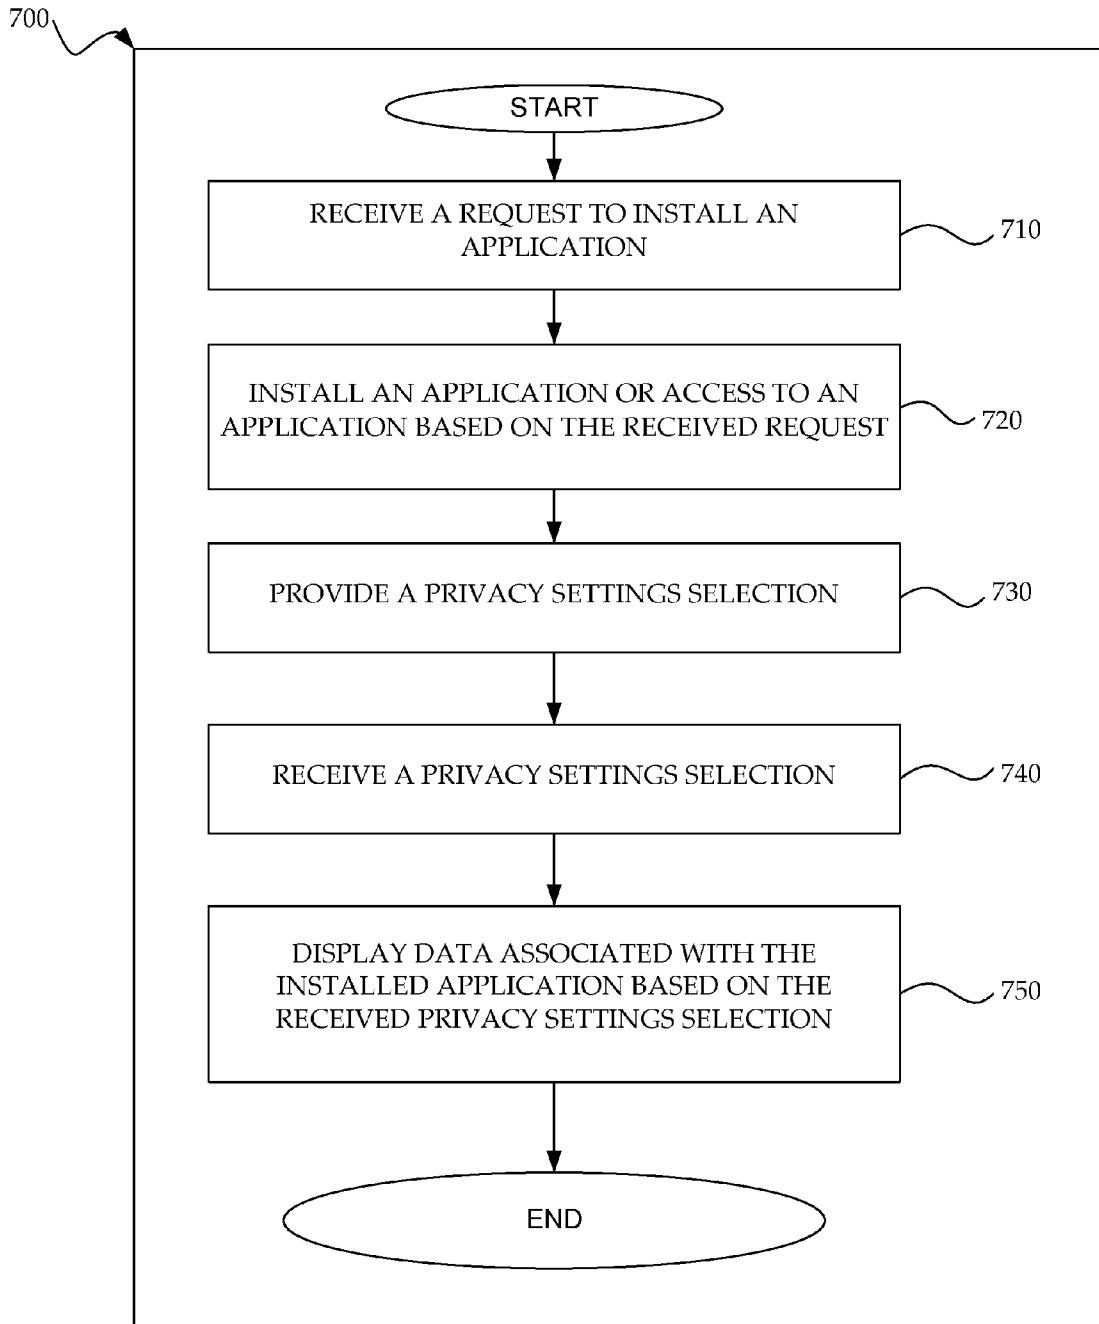 700
START
RECEIVE A REQUEST TO INSTALL AN
APPLICATION
710
INSTALL AN APPLICATION OR ACCESS TO AN
APPLICATION BASED ON THE RECEIVED REQUEST
720
PROVIDE A PRIVACY SETTINGS SELECTION
730
RECEIVE A PRIVACY SETTINGS SELECTION
740
DISPLAY DATA ASSOCIATED WITH THE
INSTALLED APPLICATION BASED ON THE
RECEIVED PRIVACY SETTINGS SELECTION
750
END